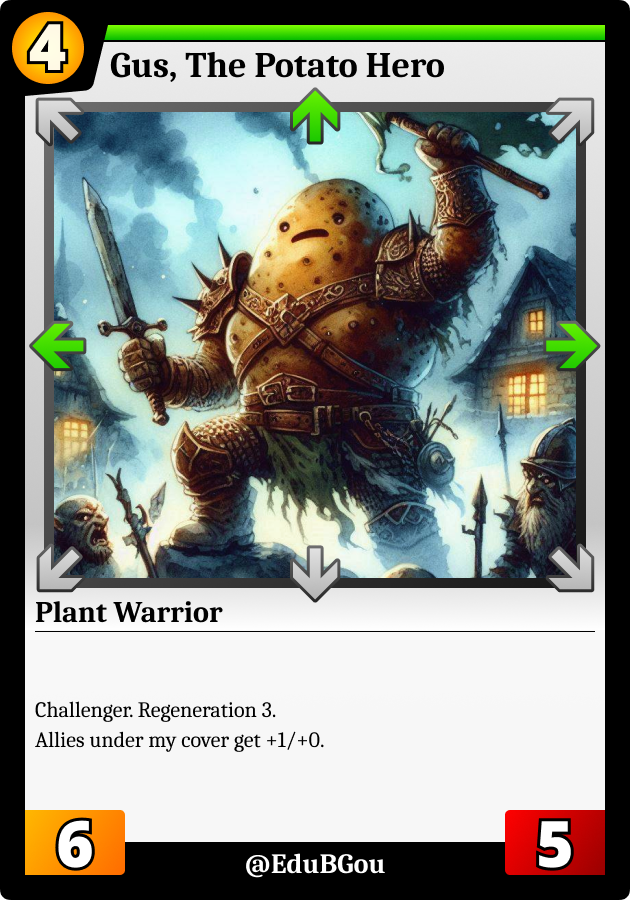 4
Gus, The Potato Hero
Plant Warrior
Challenger. Regeneration 3.
Allies under my cover get +1/+0.
6
@EduBGou
5